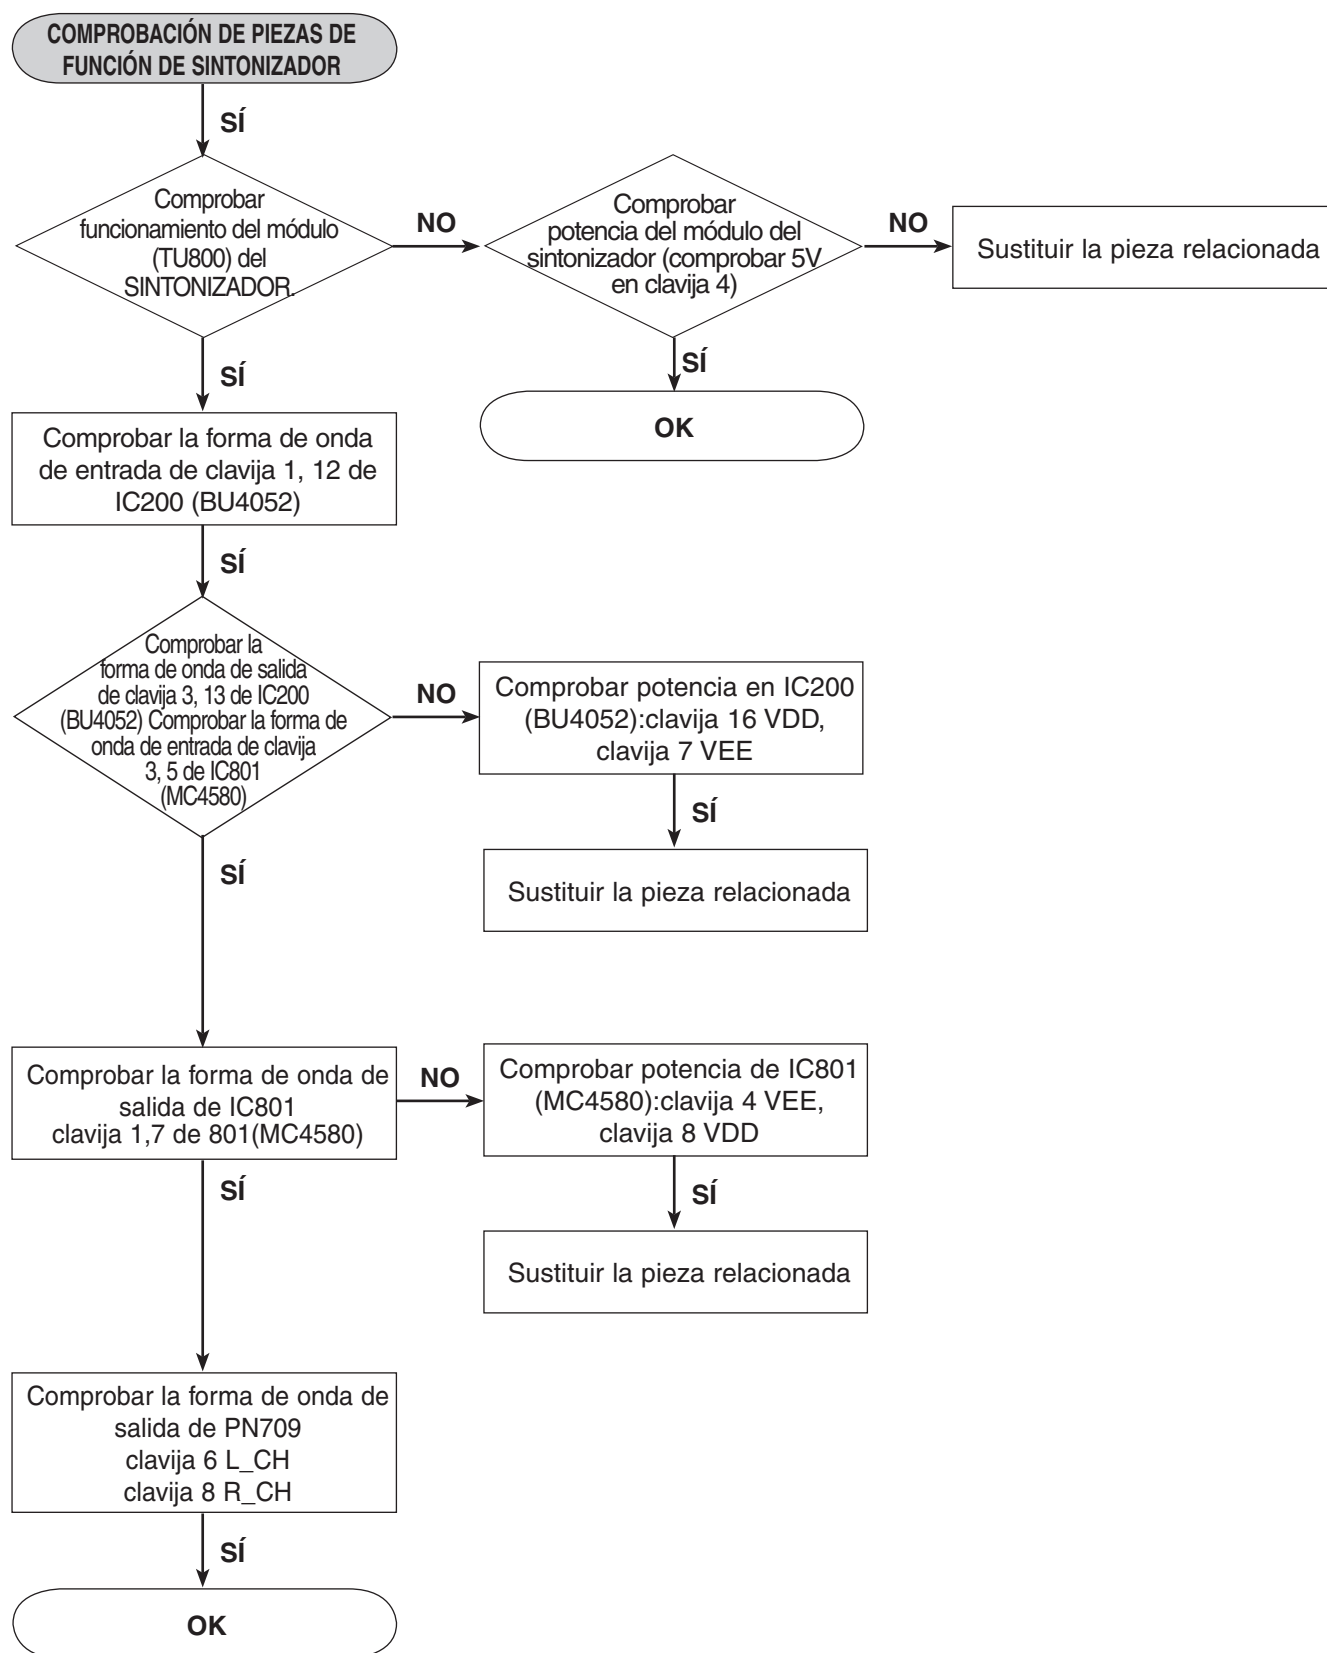 COMPROBACIÓN DE PIEZAS DE
FUNCIÓN DE SINTONIZADOR
SÍ
Comprobar
funcionamiento del módulo
(TU800) del
SINTONIZADOR.
NO
Comprobar
potencia del módulo del
sintonizador (comprobar 5V
en clavija 4)
NO
Sustituir la pieza relacionada
SÍ
OK
SÍ
Comprobar la forma de onda
de entrada de clavija 1, 12 de
IC200 (BU4052)
SÍ
Comprobar la
forma de onda de salida
de clavija 3, 13 de IC200
(BU4052) Comprobar la forma de
onda de entrada de clavija
3, 5 de IC801
(MC4580)
NO
Comprobar potencia en IC200
(BU4052):clavija 16 VDD,
clavija 7 VEE
SÍ
Sustituir la pieza relacionada
SÍ
Comprobar la forma de onda de
salida de IC801
clavija 1,7 de 801(MC4580)
NO
Comprobar potencia de IC801
(MC4580):clavija 4 VEE,
clavija 8 VDD
SÍ
Sustituir la pieza relacionada
SÍ
Comprobar la forma de onda de
salida de PN709
clavija 6 L_CH
clavija 8 R_CH
SÍ
OK